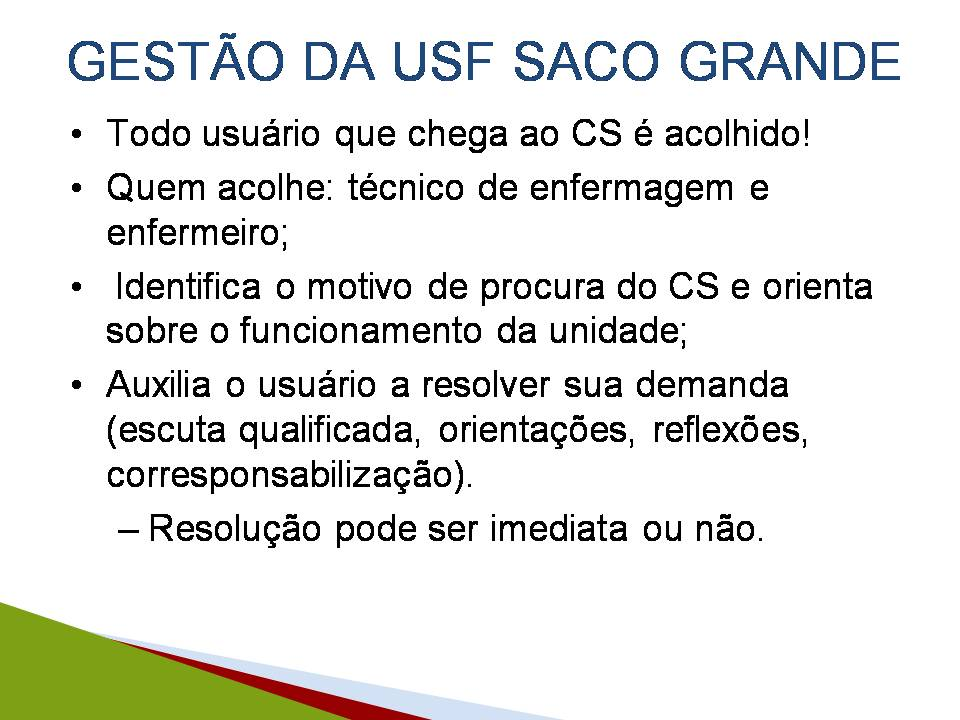 GESTÃO DA USF SACO GRANDE
• Todo usuário que chega ao CS é acolhido!
• Quem acolhe: técnico de enfermagem e
enfermeiro;
• Identifica o motivo de procura do CS e orienta
sobre o funcionamento da unidade;
• Auxilia o usuário a resolver sua demanda
(escuta qualificada, orientações, reflexões,
corresponsabilização).
– Resolução pode ser imediata ou não.